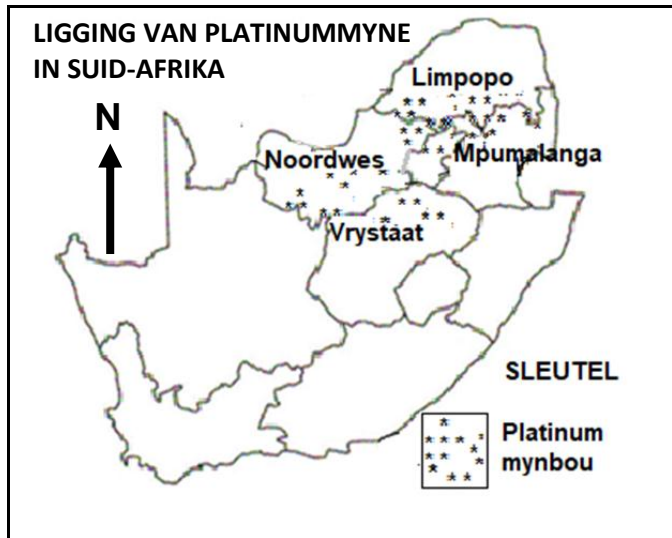 LIGGING VAN PLATINUMMYNE
IN SUID-AFRIKA
N
Limpopo
Noordwes
Mpumalanga
Vrystaat
SLEUTEL
Platinum
mynbou